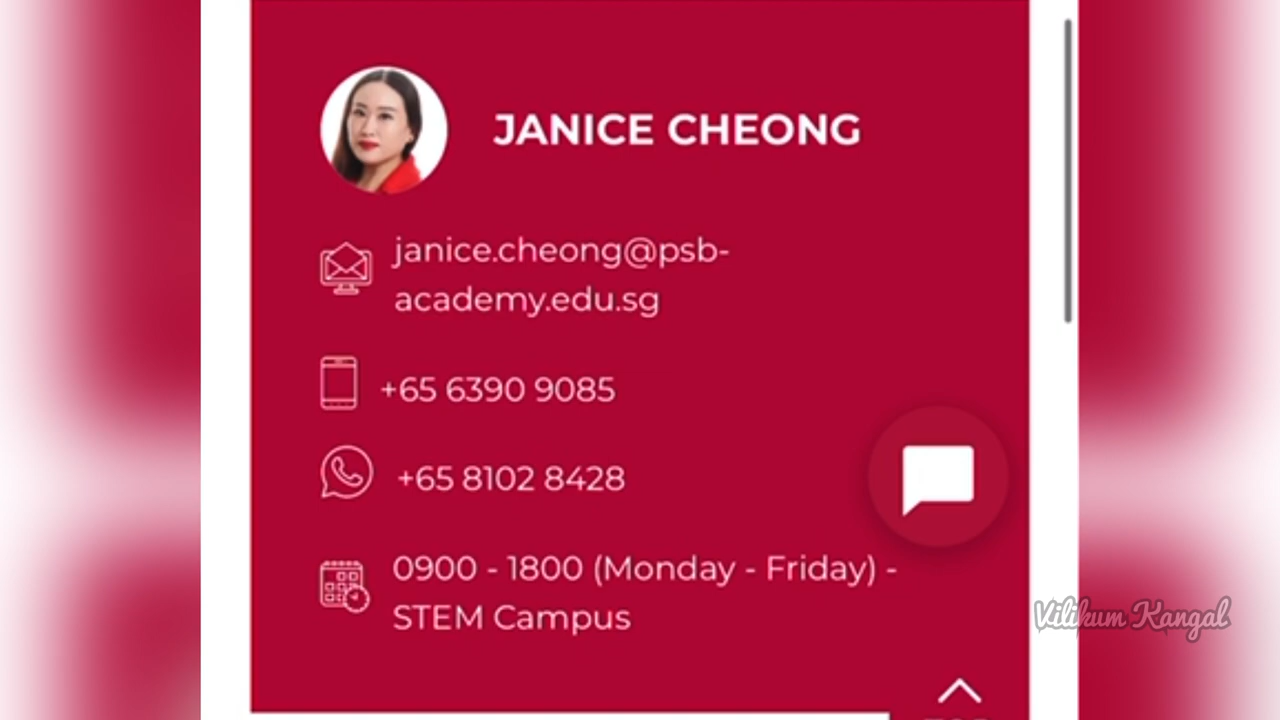 JANICE CHEONG
janice.cheong@psb-
academy.edu.sg
+65 6390 9085
+65 8102 8428
0900 - 1800 (Monday - Friday) -
STEM Campus
Vilikum Kangal